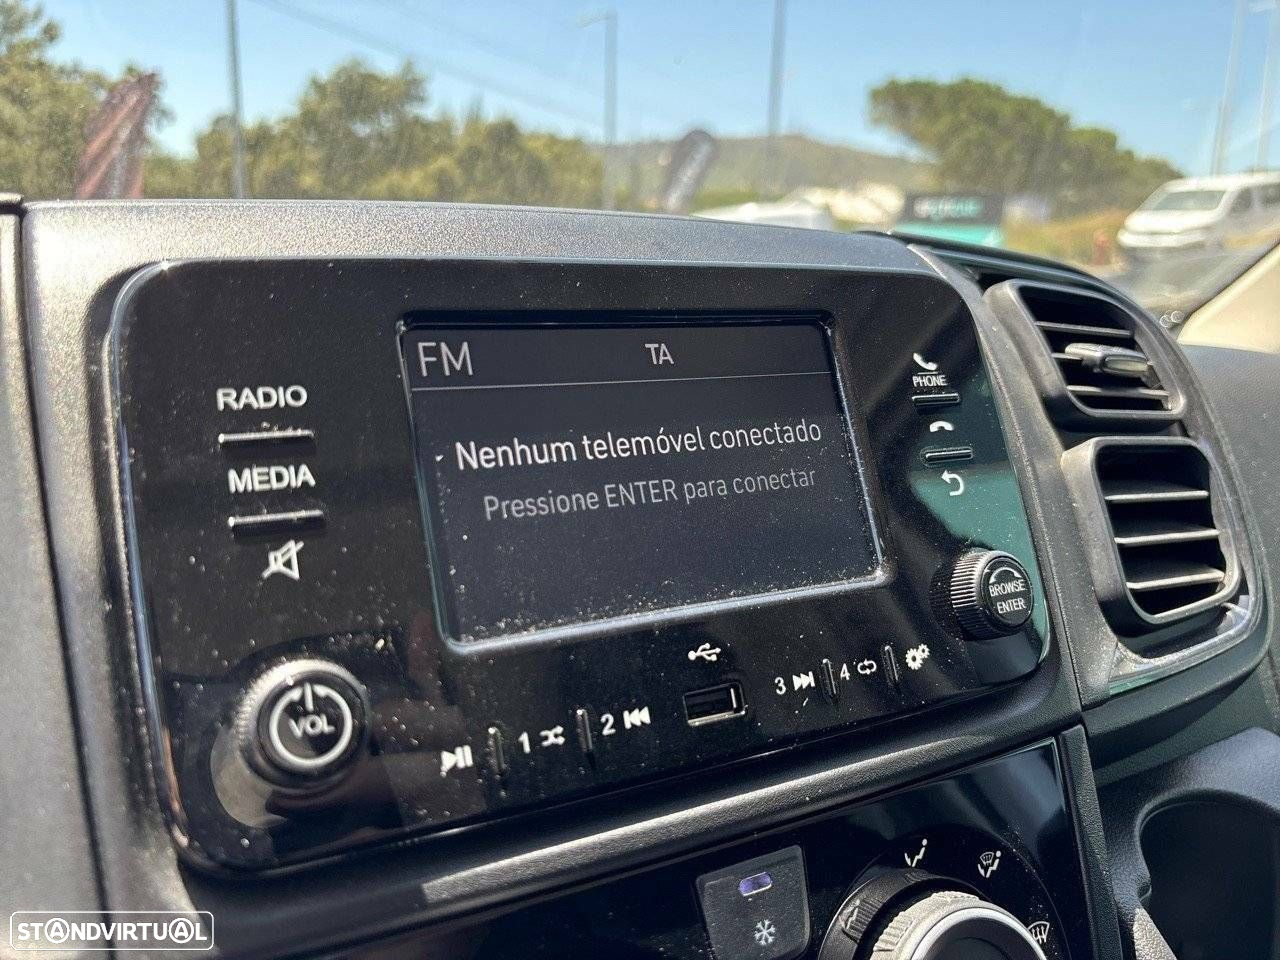 FM
TA
RADIO
MEDIA
Nenhum telemóvel conectado
Pressione ENTER para conectar
PHONE
BROWSE
ENTER
VOL
1
2
3
4
STANDVIRTUAL